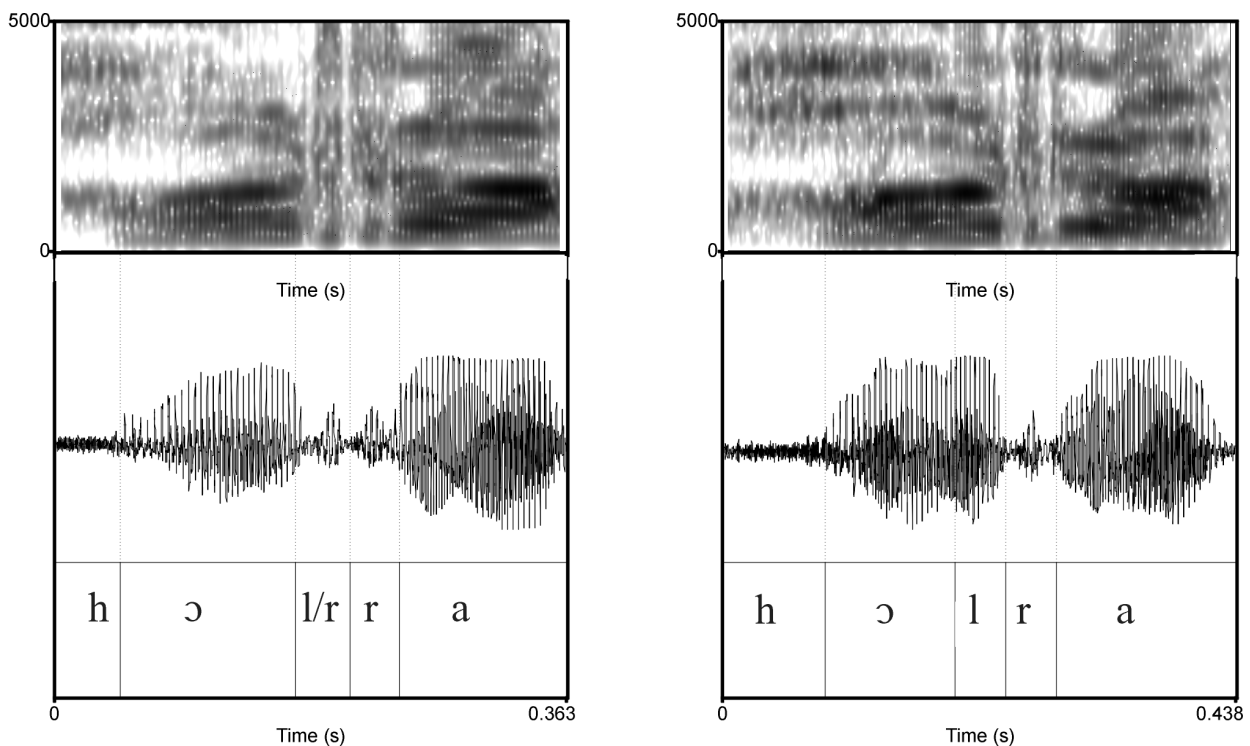 5000
0
Time (s)
h ɔ l/r r a
0 0.363
Time (s)
5000
0
Time (s)
h ɔ l r a
0 0.438
Time (s)